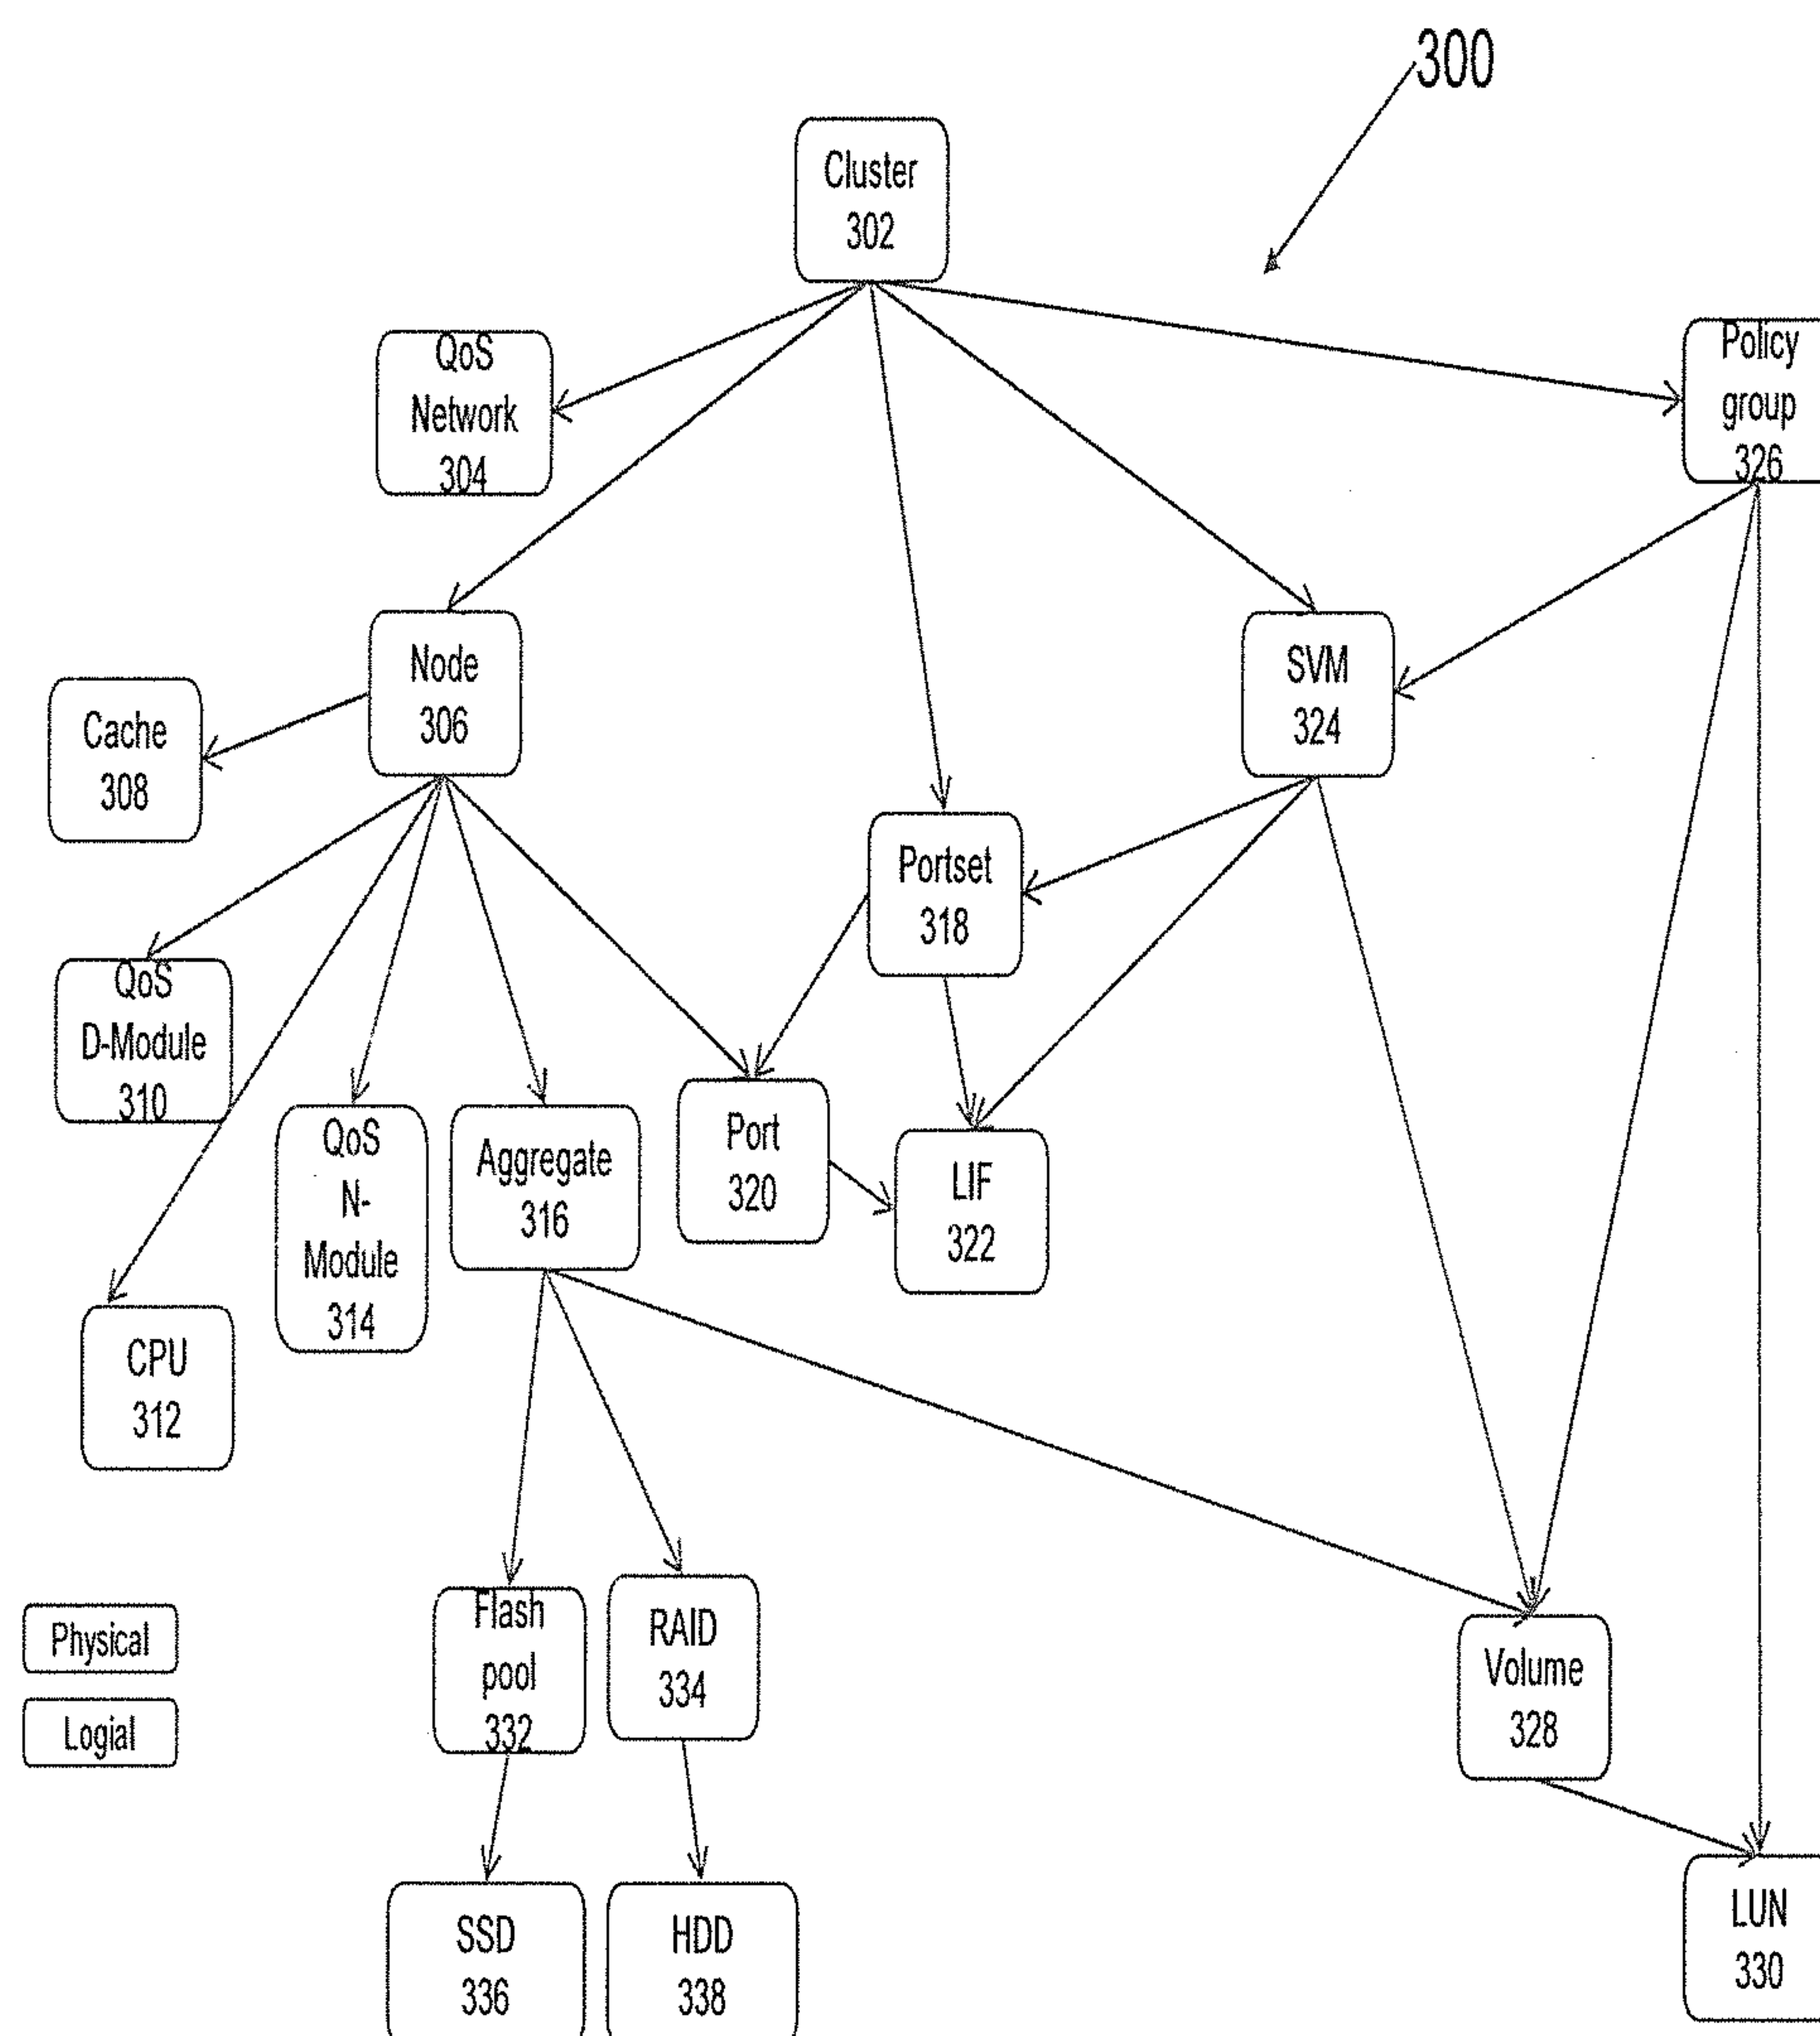 300
Cluster
302
QoS
Network
304
Policy
group
326
Node
306
SVM
324
Cache
308
Portset
318
QoS
D-Module
310
QoS
N-
Module
314
Aggregate
316
Port
320
LIF
322
CPU
312
Flash
pool
332
RAID
334
Volume
328
Physical
Logial
SSD
336
HDD
338
LUN
330